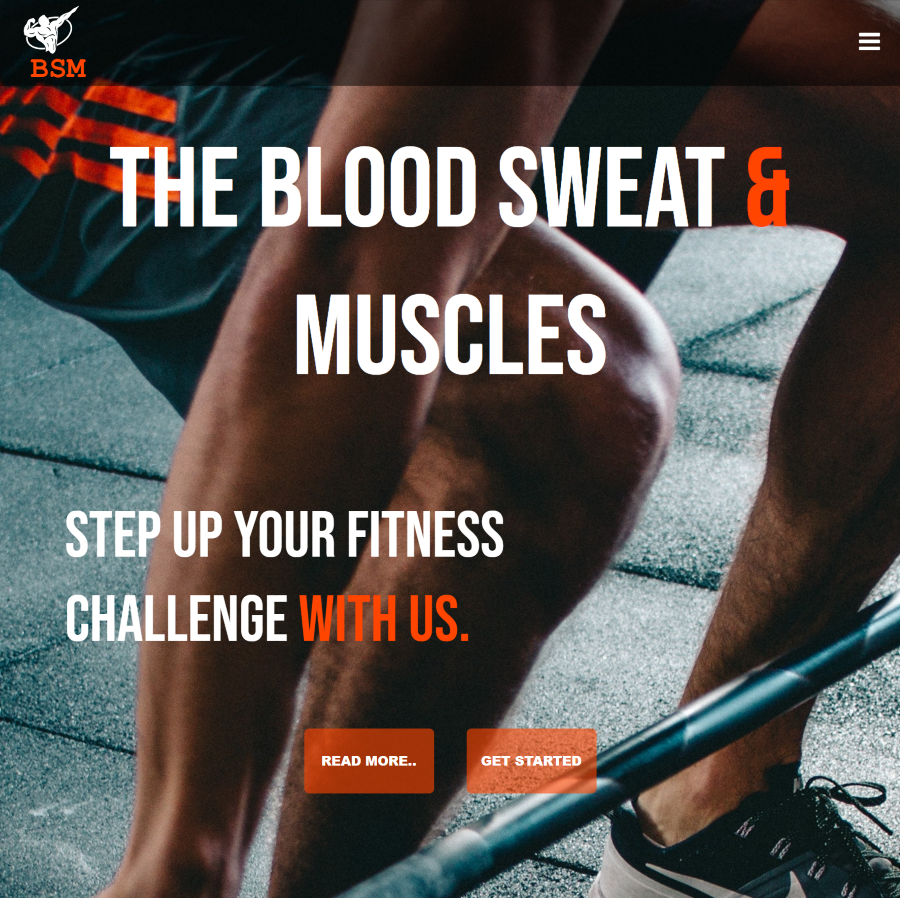 BSM
THE BLOOD SWEAT &
MUSCLES
STEP UP YOUR FITNESS
CHALLENGE WITH US.
READ MORE..
GET STARTED